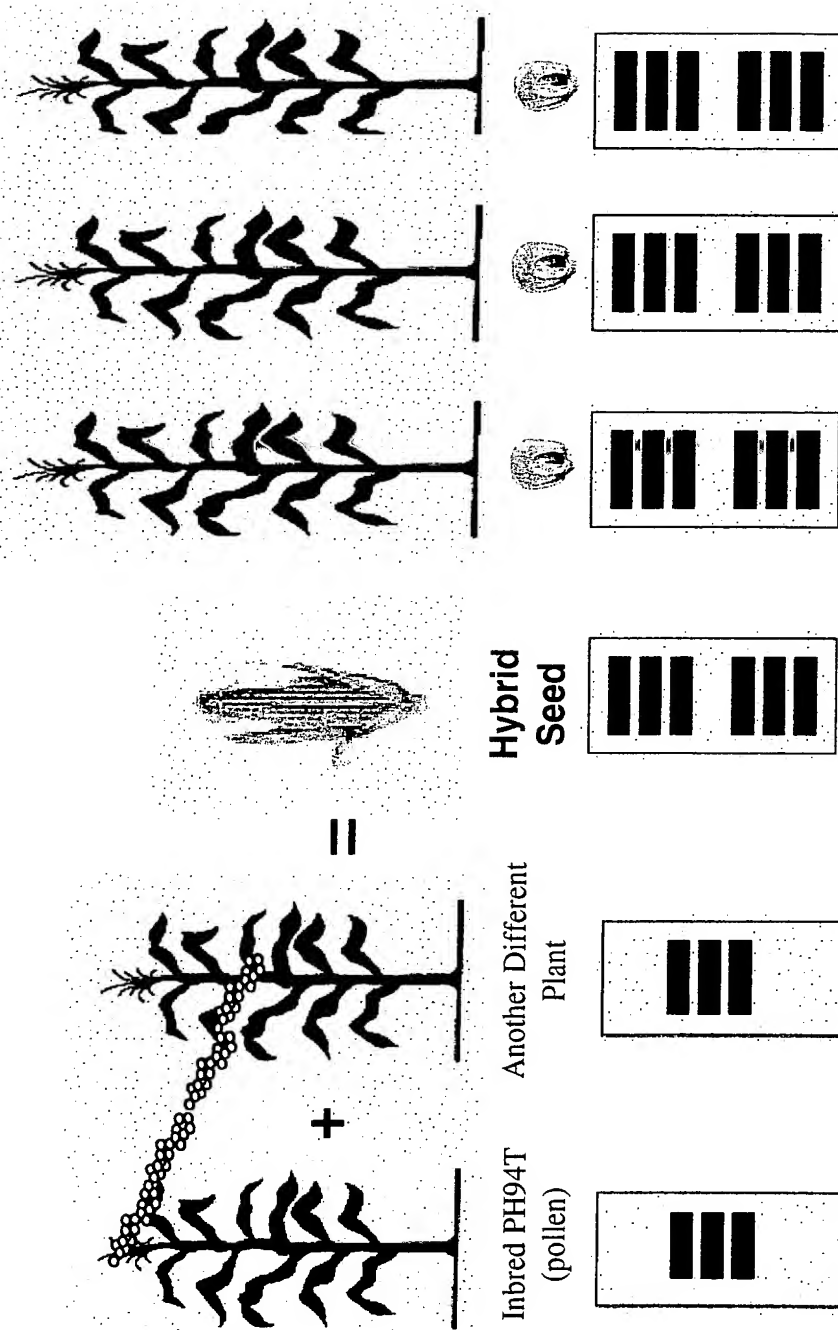 Inbred PH94T
(pollen)
+
Another Different
Plant
=
Hybrid
Seed